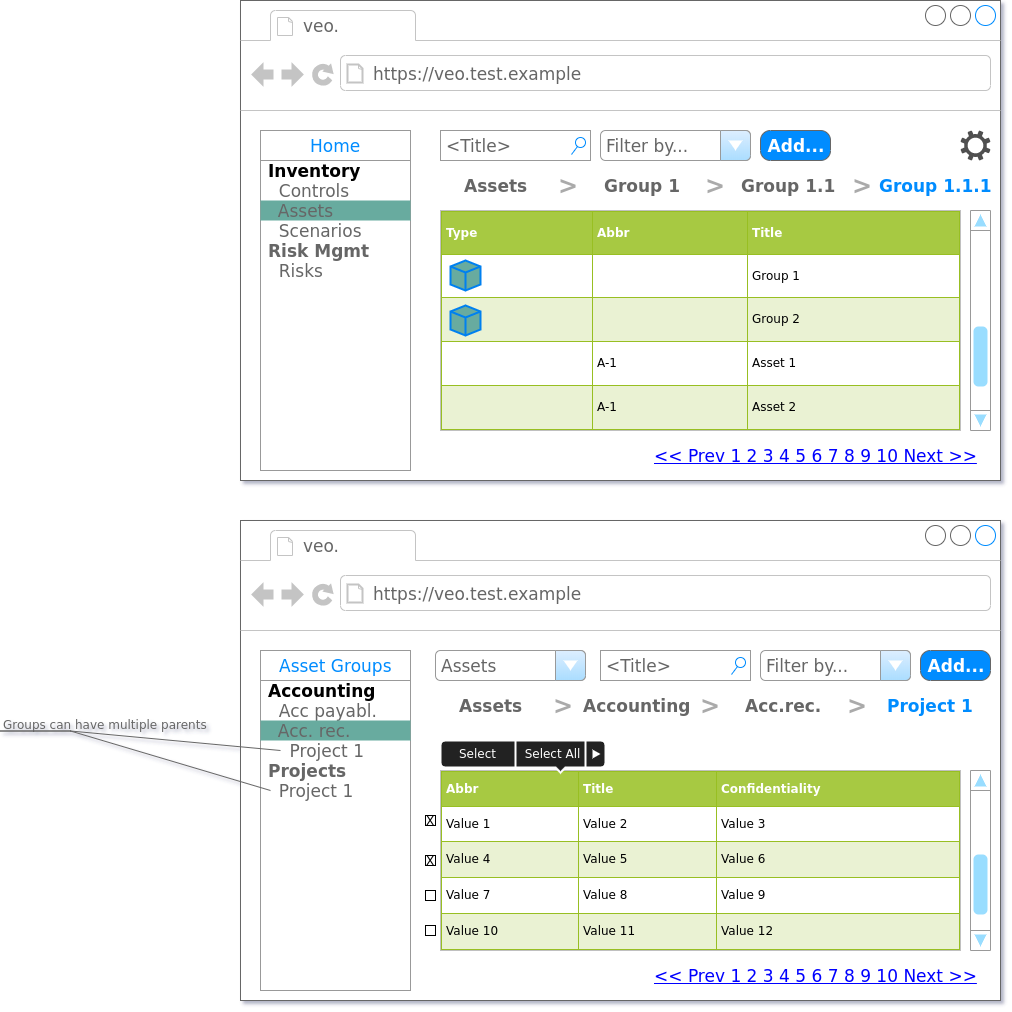 veo.
https://veo.test.example
Home
Inventory
Controls
Assets
Scenarios
Risk Mgmt
Risks
<Title>
Filter by...
Add...
Assets > Group 1 > Group 1.1 > Group 1.1.1
Type Abbr Title
Group 1
Group 2
A-1 Asset 1
A-1 Asset 2
<< Prev 1 2 3 4 5 6 7 8 9 10 Next >>
veo.
https://veo.test.example
Groups can have multiple parents
Asset Groups
Accounting
Acc payabl.
Acc. rec.
Project 1
Projects
Project 1
Assets
<Title>
Filter by...
Add...
Assets > Accounting > Acc.rec. > Project 1
Select Select All
Abbr Title Confidentiality
Value 1 Value 2 Value 3
Value 4 Value 5 Value 6
Value 7 Value 8 Value 9
Value 10 Value 11 Value 12
<< Prev 1 2 3 4 5 6 7 8 9 10 Next >>